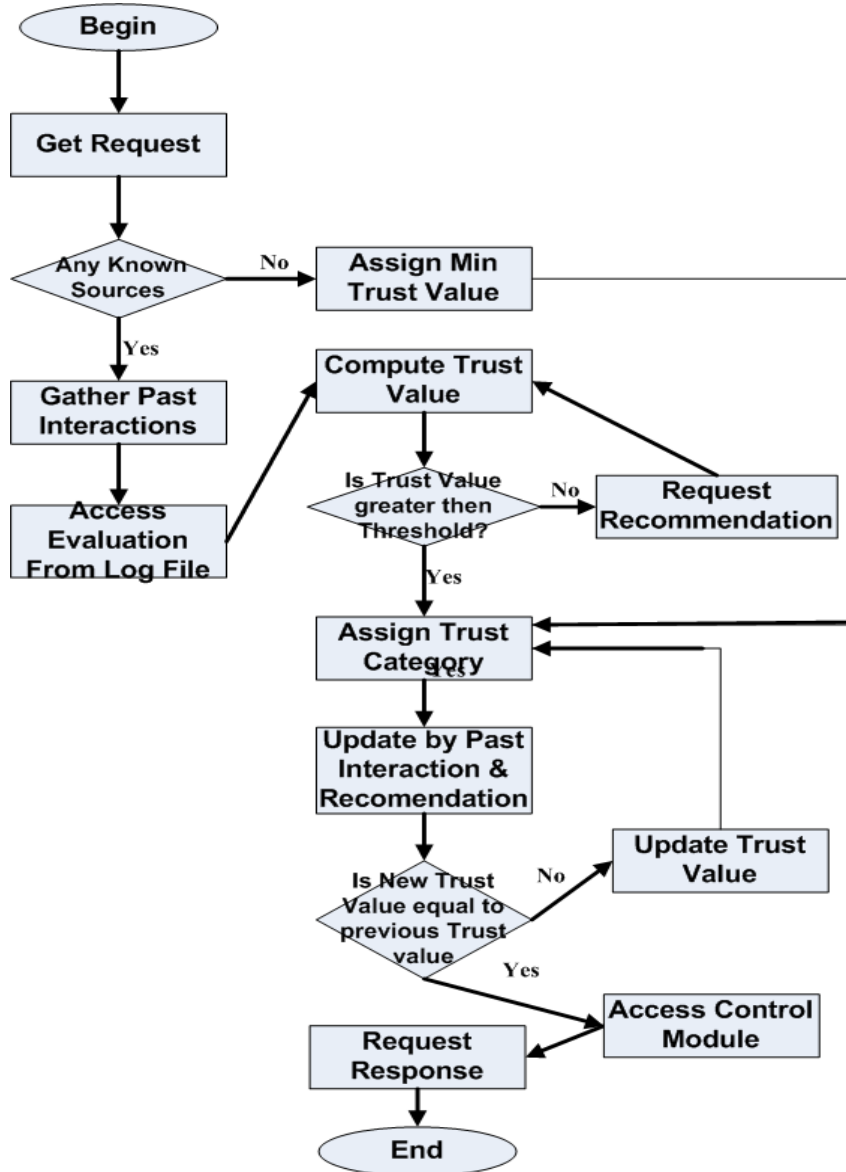 Begin
Get Request
Any Known
Sources
No
Assign Min
Trust Value
Yes
Gather Past
Interactions
Compute Trust
Value
Access
Evaluation
From Log File
Is Trust Value
greater then
Threshold?
No
Request
Recommendation
Yes
Assign Trust
Category
Yes
Update by Past
Interaction &
Recomendation
Is New Trust
Value equal to
previous Trust
value
No
Update Trust
Value
Yes
Access Control
Module
Request
Response
End